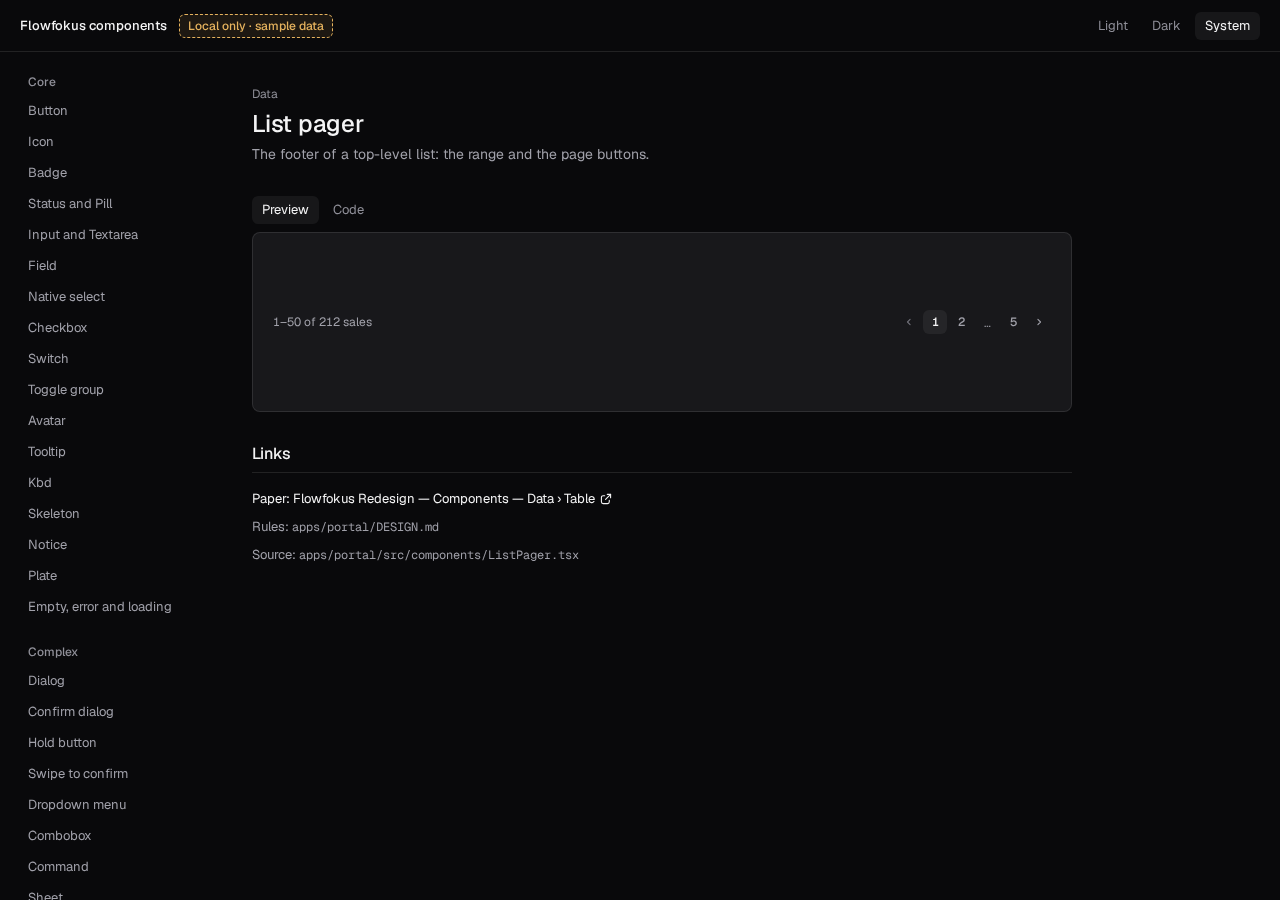 Flowfokus components
Local only · sample data
Light
Dark
System
Core
Button
Icon
Badge
Status and Pill
Input and Textarea
Field
Native select
Checkbox
Switch
Toggle group
Avatar
Tooltip
Kbd
Skeleton
Notice
Plate
Empty, error and loading
Complex
Dialog
Confirm dialog
Hold button
Swipe to confirm
Dropdown menu
Combobox
Command
Sheet
Data
List pager
The footer of a top-level list: the range and the page buttons.
Preview
Code
1–50 of 212 sales
‹ 1 2 … 5 ›
Links
Paper: Flowfokus Redesign — Components — Data › Table
Rules: apps/portal/DESIGN.md
Source: apps/portal/src/components/ListPager.tsx